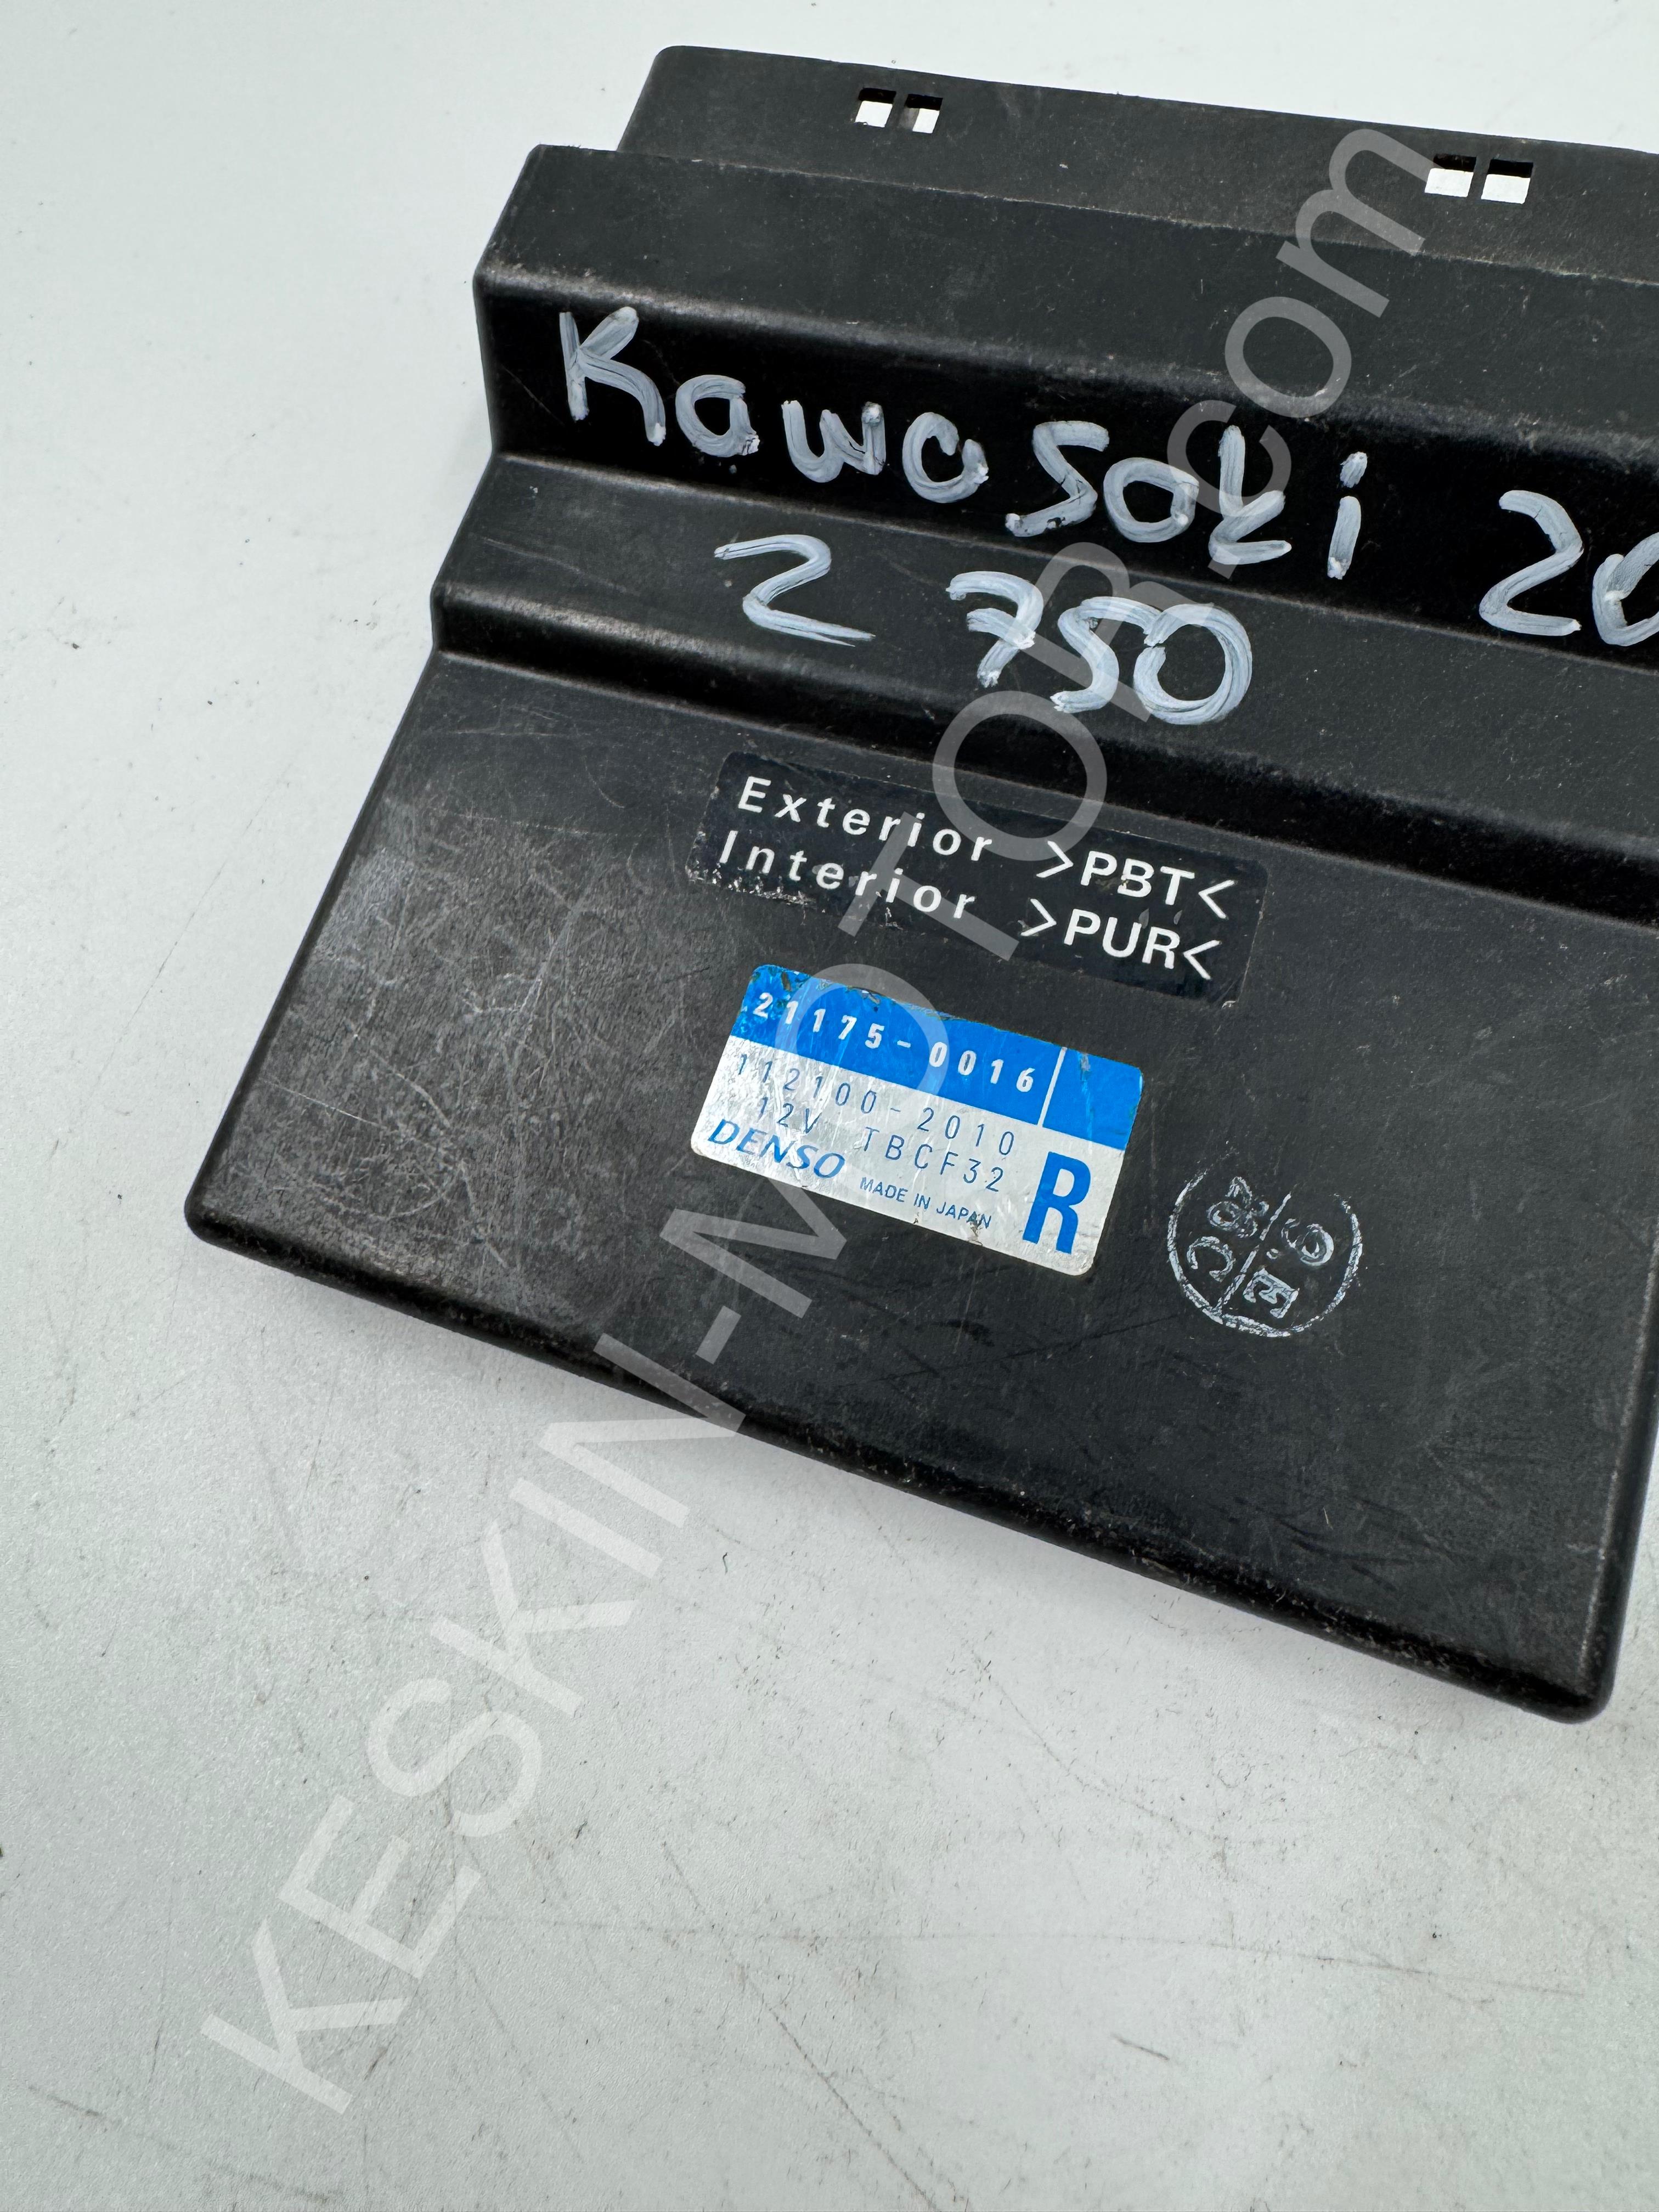 Kawasaki 20
Z 750
Exterior >PBT<
Interior >PUR<
21175-0016
112100-2010
12V TBCF32
DENSO MADE IN JAPAN
R
KESKIN-MOTOR.com